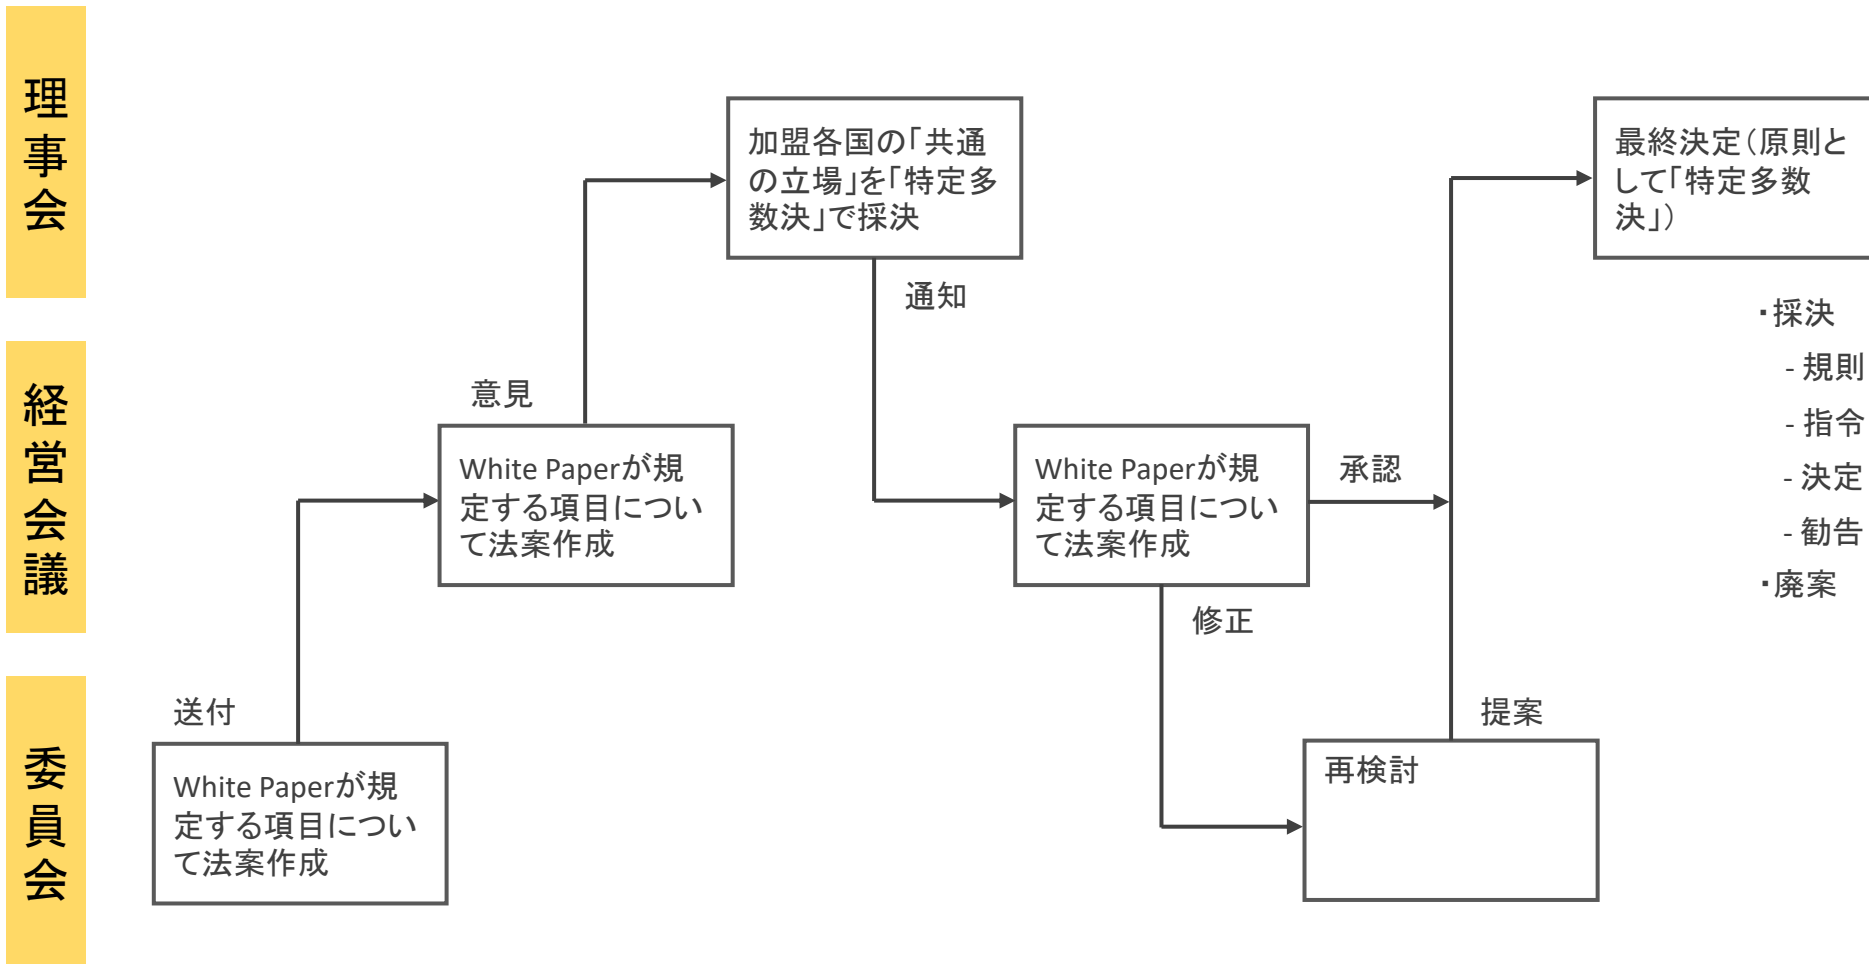 理事会
加盟各国の「共通
の立場」を「特定多
数決」で採決
最終決定（原則と
して「特定多数
決」）
通知
・採決
- 規則
- 指令
- 決定
- 勧告
・廃案
経営会議
意見
White Paperが規
定する項目につい
て法案作成
White Paperが規
定する項目につい
て法案作成
承認
修正
委員会
送付
White Paperが規
定する項目につい
て法案作成
提案
再検討